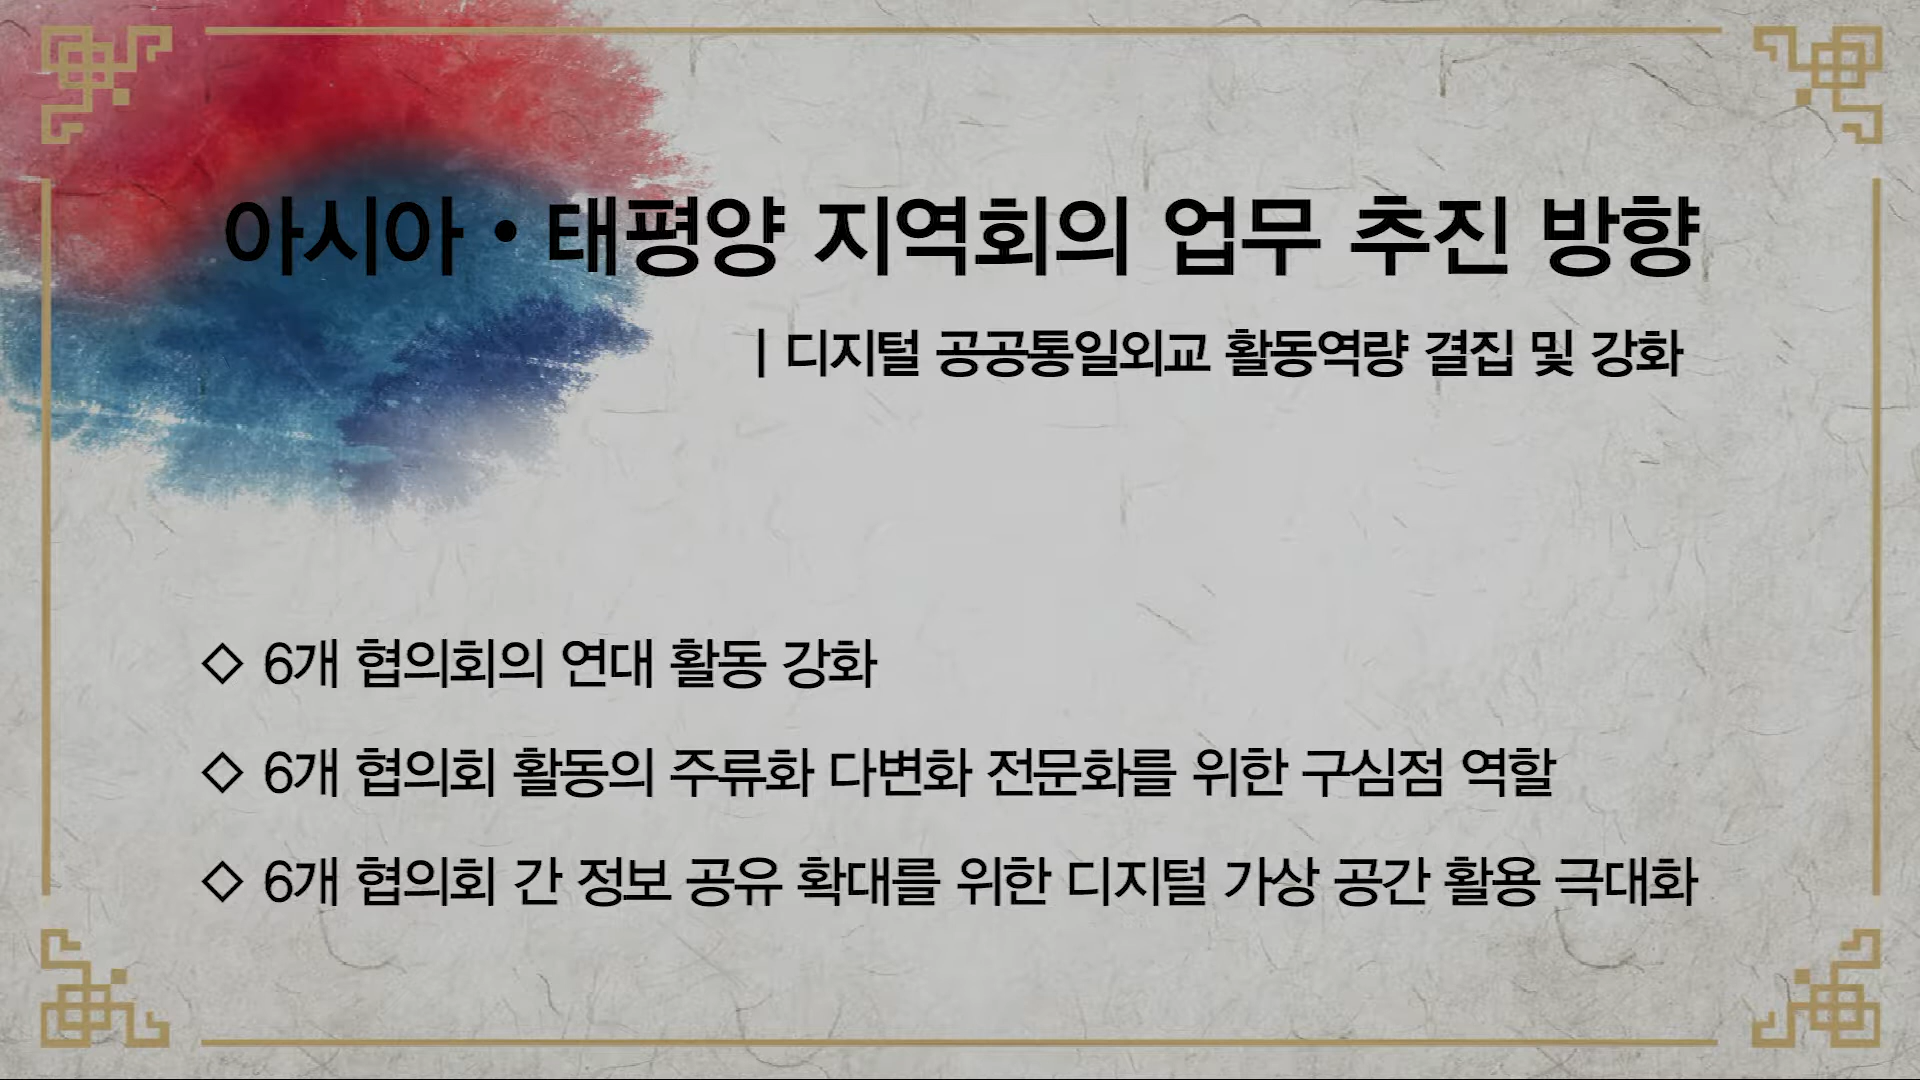 아시아·태평양 지역회의 업무 추진 방향
| 디지털 공공통일외교 활동역량 결집 및 강화
◇ 6개 협의회의 연대 활동 강화
◇ 6개 협의회 활동의 주류화 다변화 전문화를 위한 구심점 역할
◇ 6개 협의회 간 정보 공유 확대를 위한 디지털 가상 공간 활용 극대화